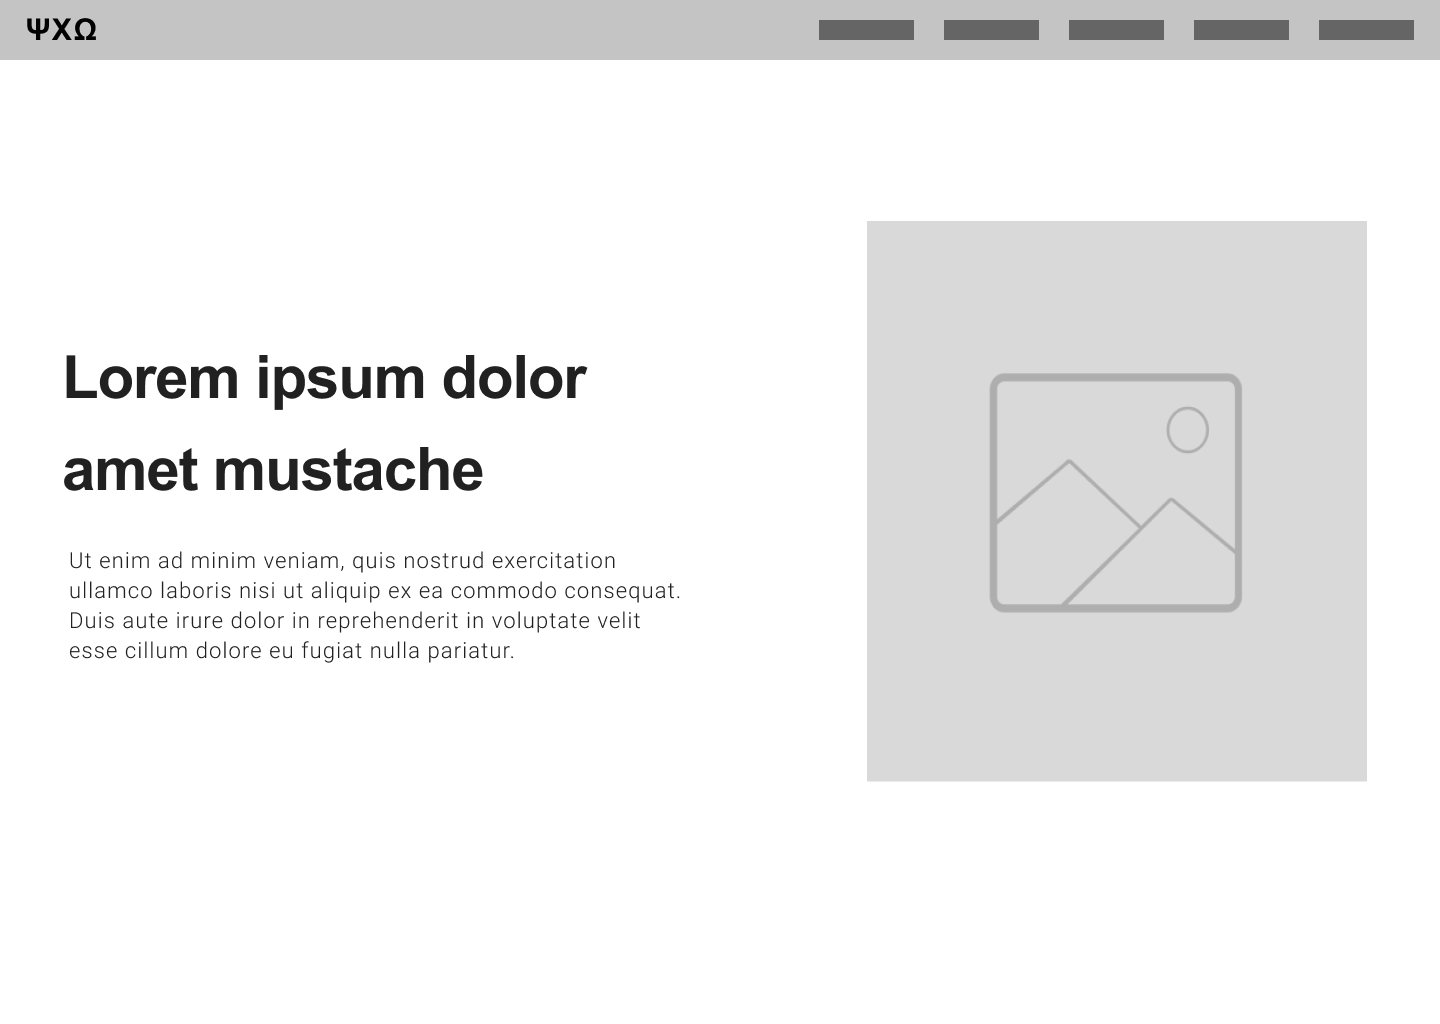 ΨΧΩ
Lorem ipsum dolor
amet mustache
Ut enim ad minim veniam, quis nostrud exercitation
ullamco laboris nisi ut aliquip ex ea commodo consequat.
Duis aute irure dolor in reprehenderit in voluptate velit
esse cillum dolore eu fugiat nulla pariatur.